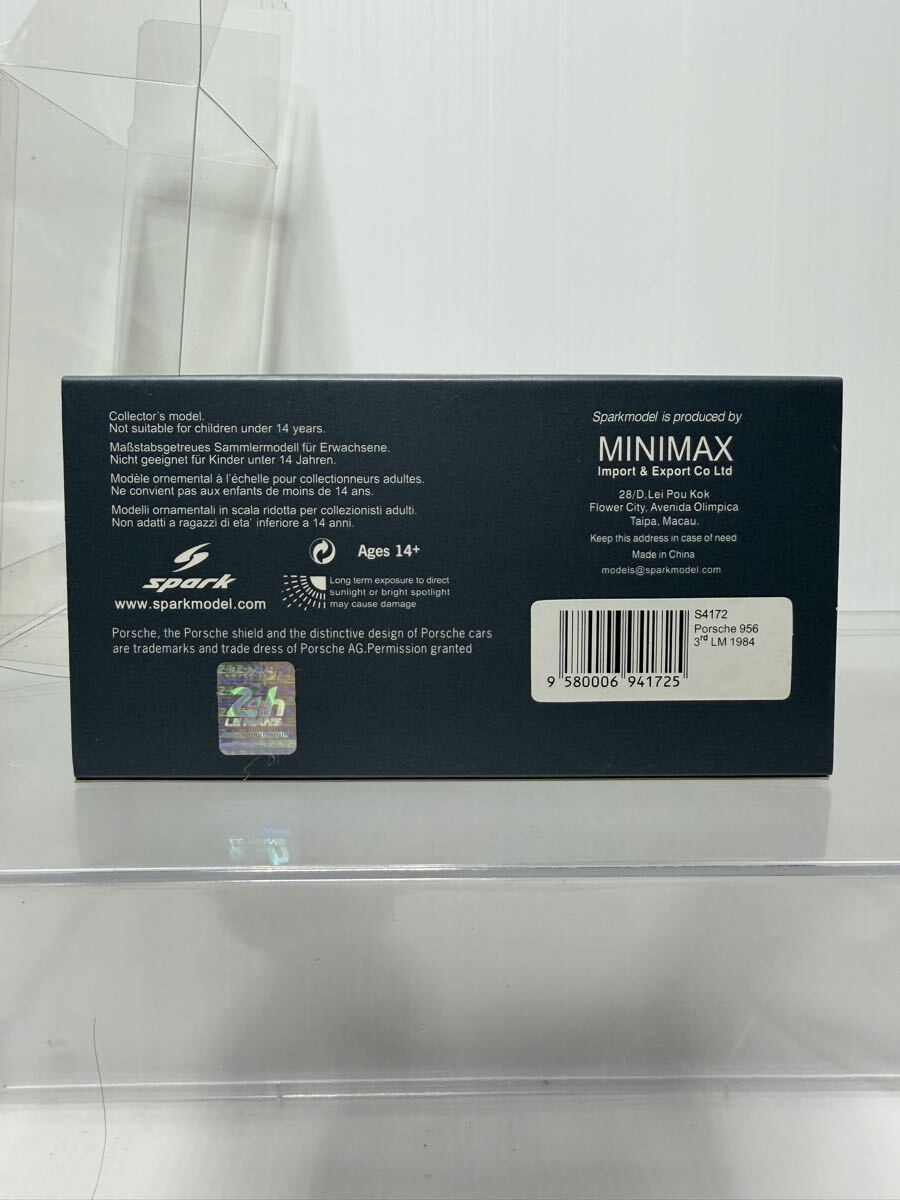 Collector's model.
Not suitable for children under 14 years.
Maßstabsgetreues Sammlermodell für Erwachsene.
Nicht geeignet für Kinder unter 14 Jahren.
Modèle ornemental à l'échelle pour collectionneurs adultes.
Ne convient pas aux enfants de moins de 14 ans.
Modelli ornamentali in scala ridotta per collezionisti adulti.
Non adatti a ragazzi di eta' inferiore a 14 anni.
Ages 14+
spark
www.sparkmodel.com
Long term exposure to direct
sunlight or bright spotlight
may cause damage
Porsche, the Porsche shield and the distinctive design of Porsche cars
are trademarks and trade dress of Porsche AG.Permission granted
24h
LE MANS
Sparkmodel is produced by
MINIMAX
Import & Export Co Ltd
28/D,Lei Pou Kok
Flower City, Avenida Olimpica
Taipa, Macau.
Keep this address in case of need
Made in China
models@sparkmodel.com
S4172
Porsche 956
3rd LM 1984
9 580006 941725